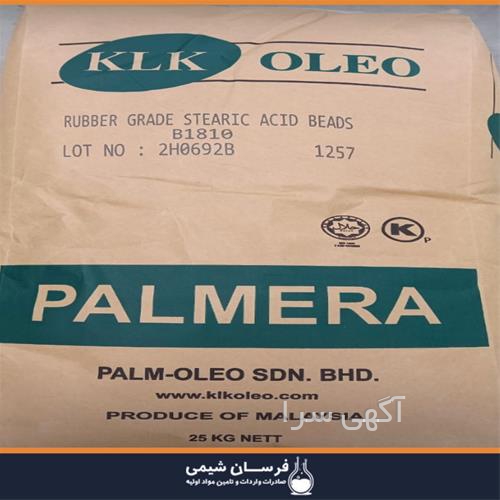 KLK OLEO
RUBBER GRADE STEARIC ACID BEADS
B1810
LOT NO : 2H0692B 1257
K
P
PALMERA
PALM-OLEO SDN. BHD.
www.klkoleo.com
آگهی سرا
PRODUCE OF MALAYSIA
25 KG NETT
فرسان شیمی
صادرات واردات و تامین مواد اولیه